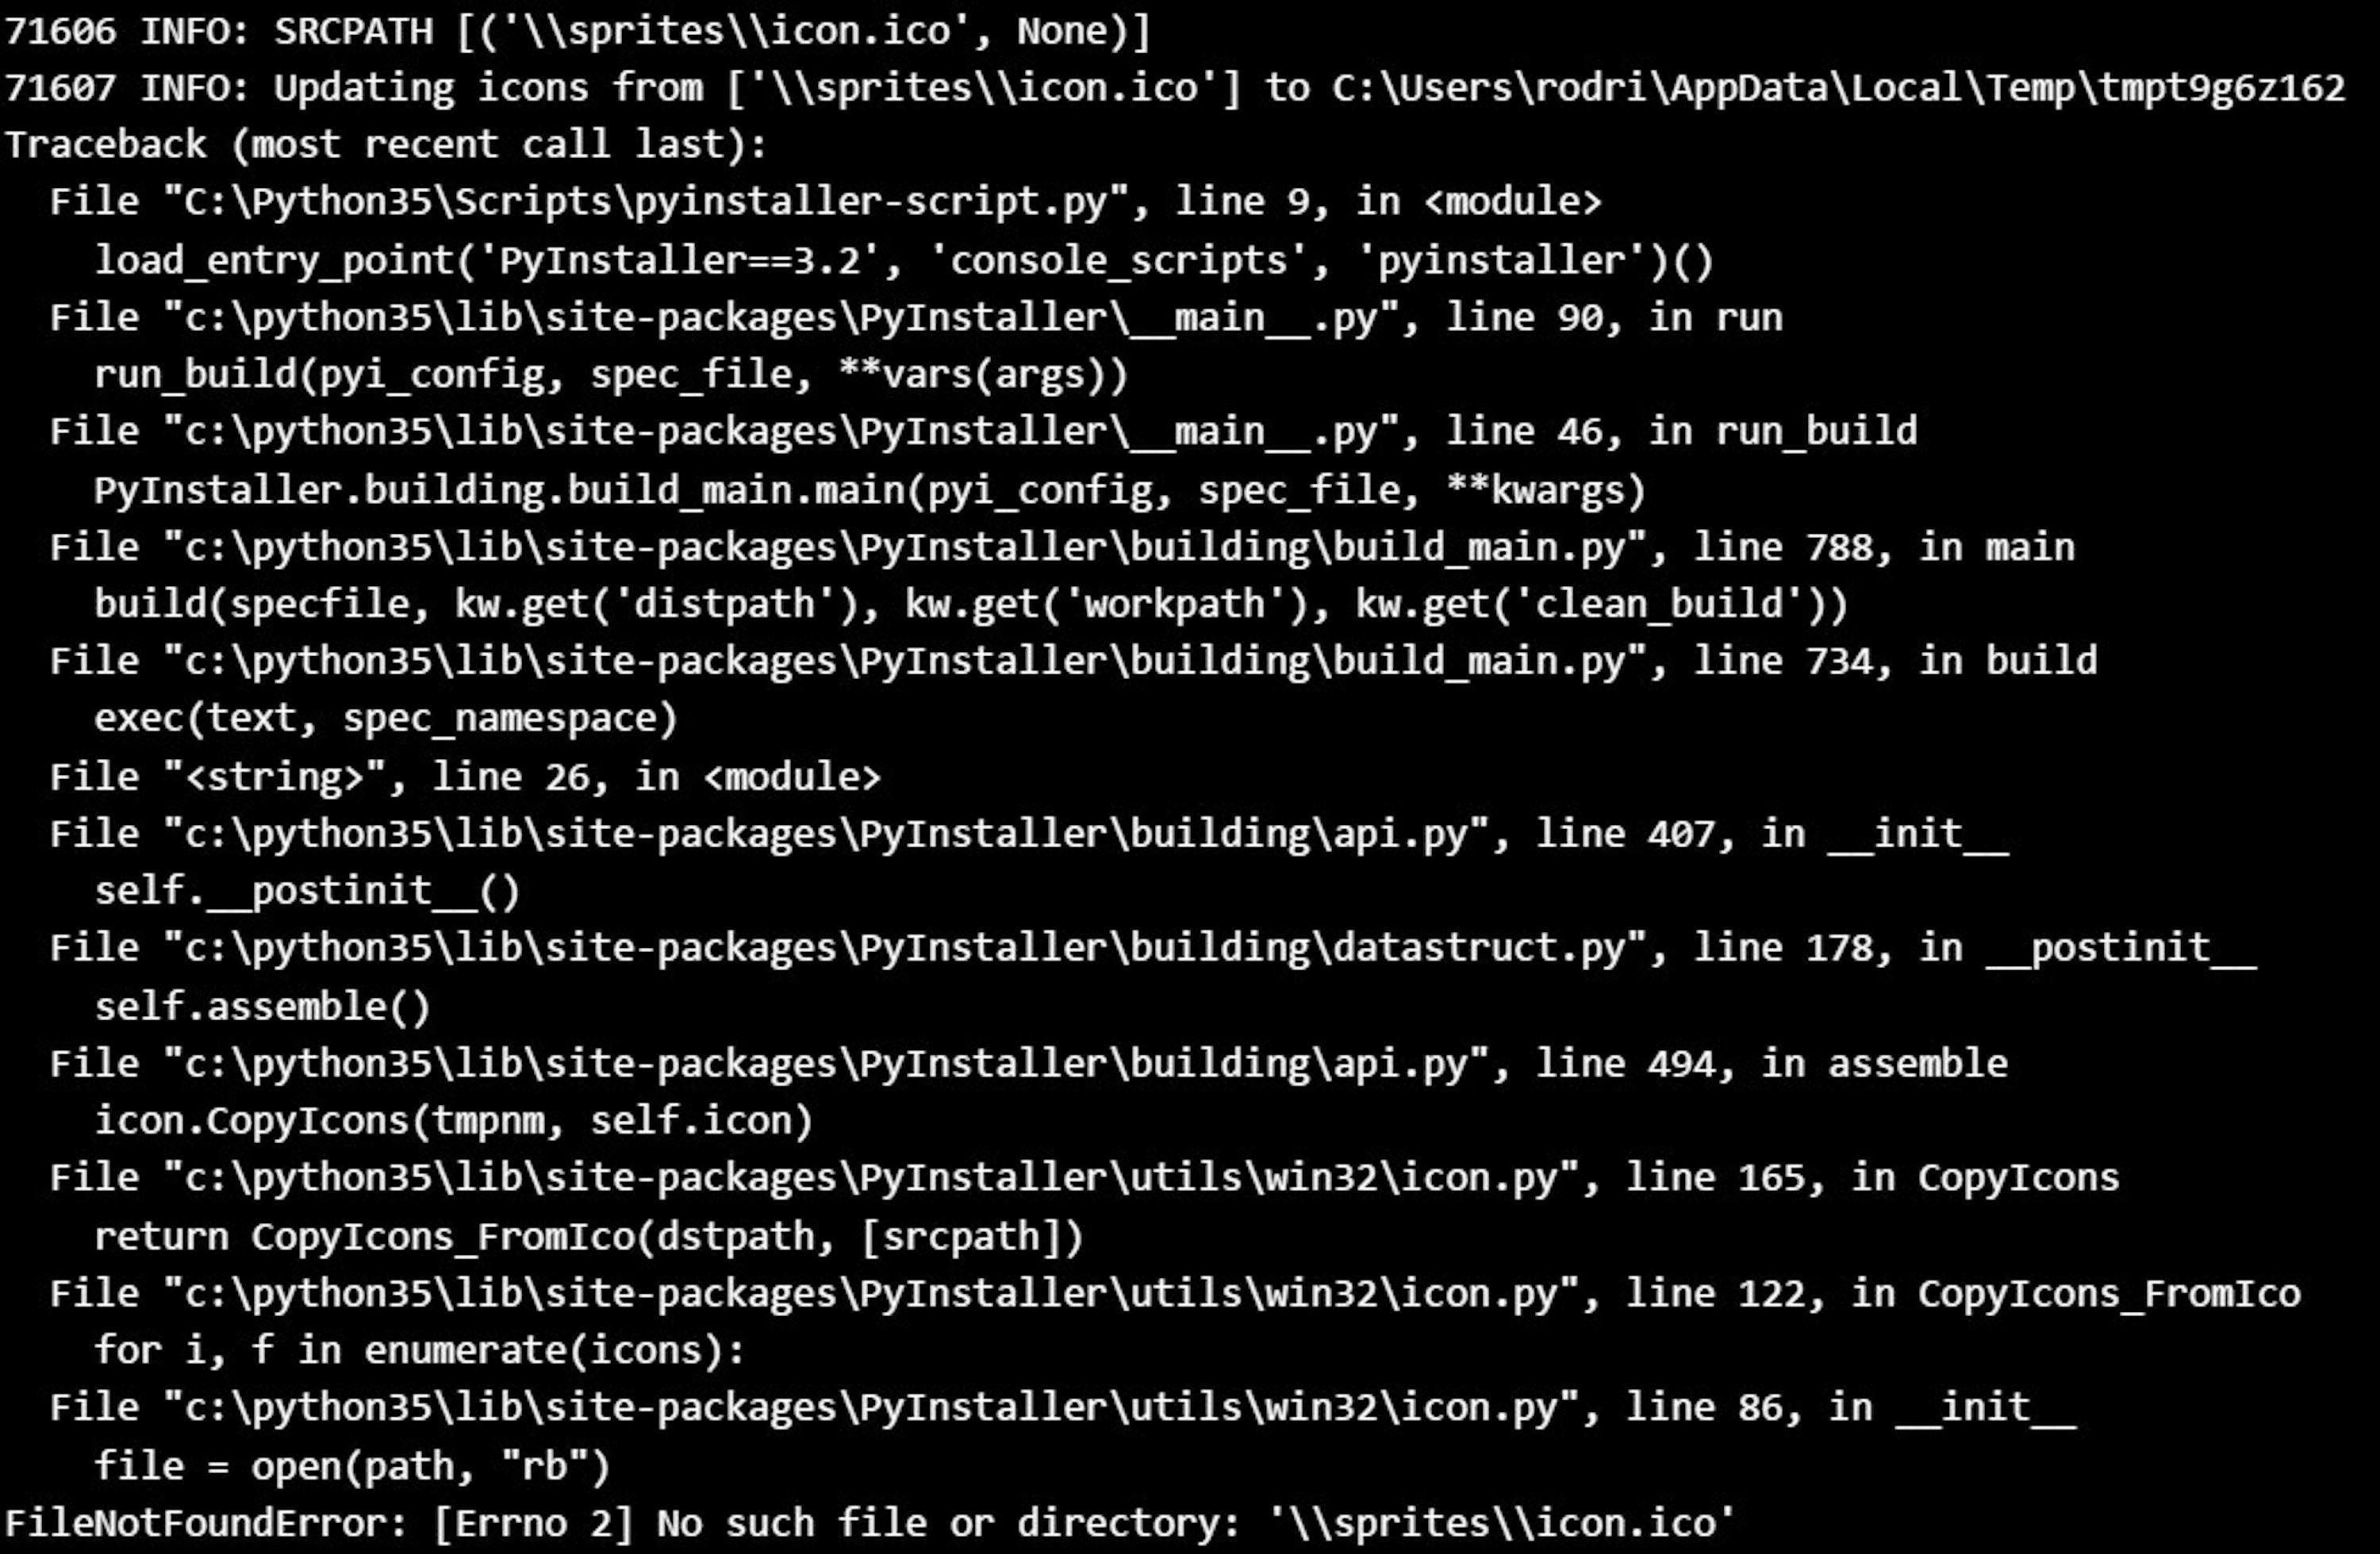 71606 INFO: SRCPATH [('\\sprites\\icon.ico', None)]
71607 INFO: Updating icons from ['\\sprites\\icon.ico'] to C:\Users\rodri\AppData\Local\Temp\tmpt9g6z162
Traceback (most recent call last):
  File "C:\Python35\Scripts\pyinstaller-script.py", line 9, in <module>
    load_entry_point('PyInstaller==3.2', 'console_scripts', 'pyinstaller')()
  File "c:\python35\lib\site-packages\PyInstaller\__main__.py", line 90, in run
    run_build(pyi_config, spec_file, **vars(args))
  File "c:\python35\lib\site-packages\PyInstaller\__main__.py", line 46, in run_build
    PyInstaller.building.build_main.main(pyi_config, spec_file, **kwargs)
  File "c:\python35\lib\site-packages\PyInstaller\building\build_main.py", line 788, in main
    build(specfile, kw.get('distpath'), kw.get('workpath'), kw.get('clean_build'))
  File "c:\python35\lib\site-packages\PyInstaller\building\build_main.py", line 734, in build
    exec(text, spec_namespace)
  File "<string>", line 26, in <module>
  File "c:\python35\lib\site-packages\PyInstaller\building\api.py", line 407, in __init__
    self.__postinit__()
  File "c:\python35\lib\site-packages\PyInstaller\building\datastruct.py", line 178, in __postinit__
    self.assemble()
  File "c:\python35\lib\site-packages\PyInstaller\building\api.py", line 494, in assemble
    icon.CopyIcons(tmpnm, self.icon)
  File "c:\python35\lib\site-packages\PyInstaller\utils\win32\icon.py", line 165, in CopyIcons
    return CopyIcons_FromIco(dstpath, [srcpath])
  File "c:\python35\lib\site-packages\PyInstaller\utils\win32\icon.py", line 122, in CopyIcons_FromIco
    for i, f in enumerate(icons):
  File "c:\python35\lib\site-packages\PyInstaller\utils\win32\icon.py", line 86, in __init__
    file = open(path, "rb")
FileNotFoundError: [Errno 2] No such file or directory: '\\sprites\\icon.ico'